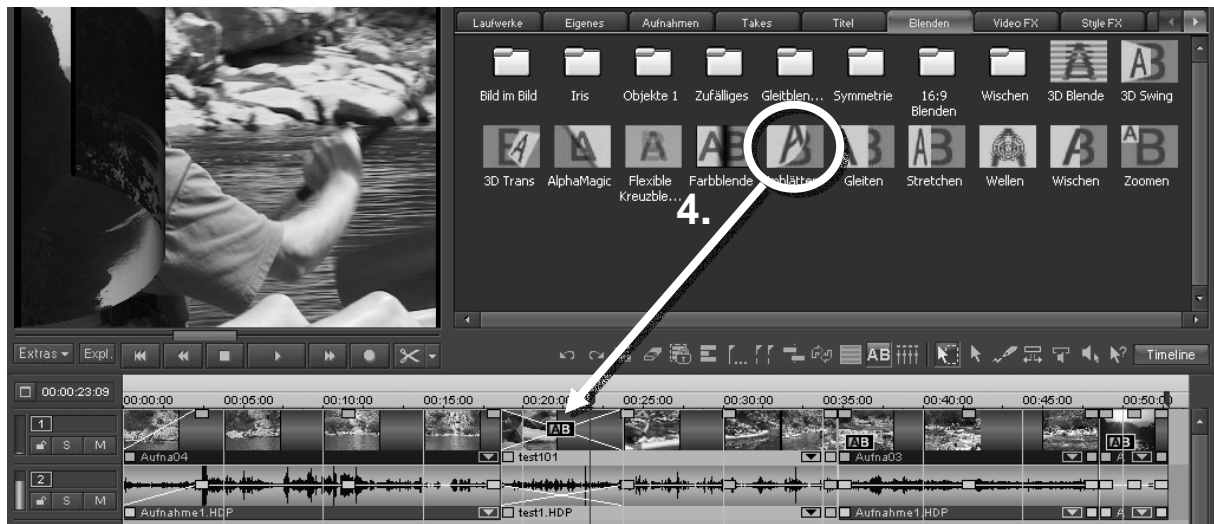 Laufwerke Eigenes Aufnahmen Takes Titel Blenden Video FX Style FX
Bild im Bild Iris Objekte 1 Zufälliges Gleitblen... Symmetrie 16:9 Blenden Wischen 3D Blende 3D Swing
3D Trans AlphaMagic Flexible Kreuzble... Farbblende Gleiten Stretchen Wellen Wischen Zoomen
4.
Extras Expl. AB Timeline
00:00:23:09 00:00:00 00:05:00 00:10:00 00:15:00 00:20:00 00:25:00 00:30:00 00:35:00 00:40:00 00:45:00 00:50:00
1
AB AB AB
S M
Aufna04 test101 Aufna03 A
2
S M
Aufnahme1.HDP test1.HDP Aufnahme1.HDP A